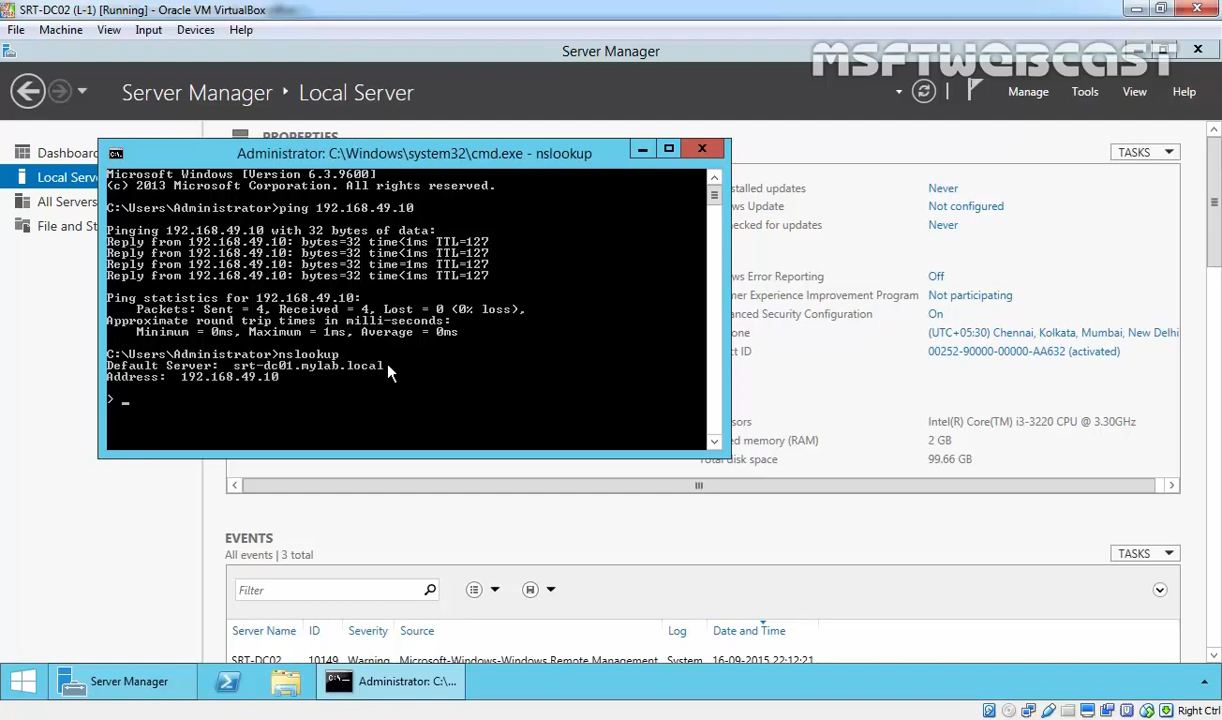 SRT-DC02 (L-1) [Running] - Oracle VM VirtualBox
File Machine View Input Devices Help
Server Manager
MSFTWEBCAST
Server Manager • Local Server
Manage Tools View Help
PROPERTIES
TASKS
Dashboard
Local Serve
All Servers
File and St
Administrator: C:\Windows\system32\cmd.exe - nslookup
Microsoft Windows [Version 6.3.9600]
(c) 2013 Microsoft Corporation. All rights reserved.
C:\Users\Administrator>ping 192.168.49.10
Pinging 192.168.49.10 with 32 bytes of data:
Reply from 192.168.49.10: bytes=32 time<1ms TTL=127
Reply from 192.168.49.10: bytes=32 time<1ms TTL=127
Reply from 192.168.49.10: bytes=32 time=1ms TTL=127
Reply from 192.168.49.10: bytes=32 time<1ms TTL=127
Ping statistics for 192.168.49.10:
Packets: Sent = 4, Received = 4, Lost = 0 (0% loss),
Approximate round trip times in milli-seconds:
Minimum = 0ms, Maximum = 1ms, Average = 0ms
C:\Users\Administrator>nslookup
Default Server: srt-dc01.mylab.local
Address: 192.168.49.10
> _
stalled updates Never
ws Update Not configured
hecked for updates Never
ws Error Reporting Off
mer Experience Improvement Program Not participating
nced Security Configuration On
(UTC+05:30) Chennai, Kolkata, Mumbai, New Delhi
t ID 00252-90000-00000-AA632 (activated)
sors Intel(R) Core(TM) i3-3220 CPU @ 3.30GHz
ed memory (RAM) 2 GB
Total disk space 99.66 GB
EVENTS
All events | 3 total
TASKS
Filter
Server Name ID Severity Source Log Date and Time
SRT-DC02 10149 Warning Microsoft-Windows-Windows Remote Management System 16-09-2015 22:12:21
Server Manager
Administrator: C:\...
Right Ctrl